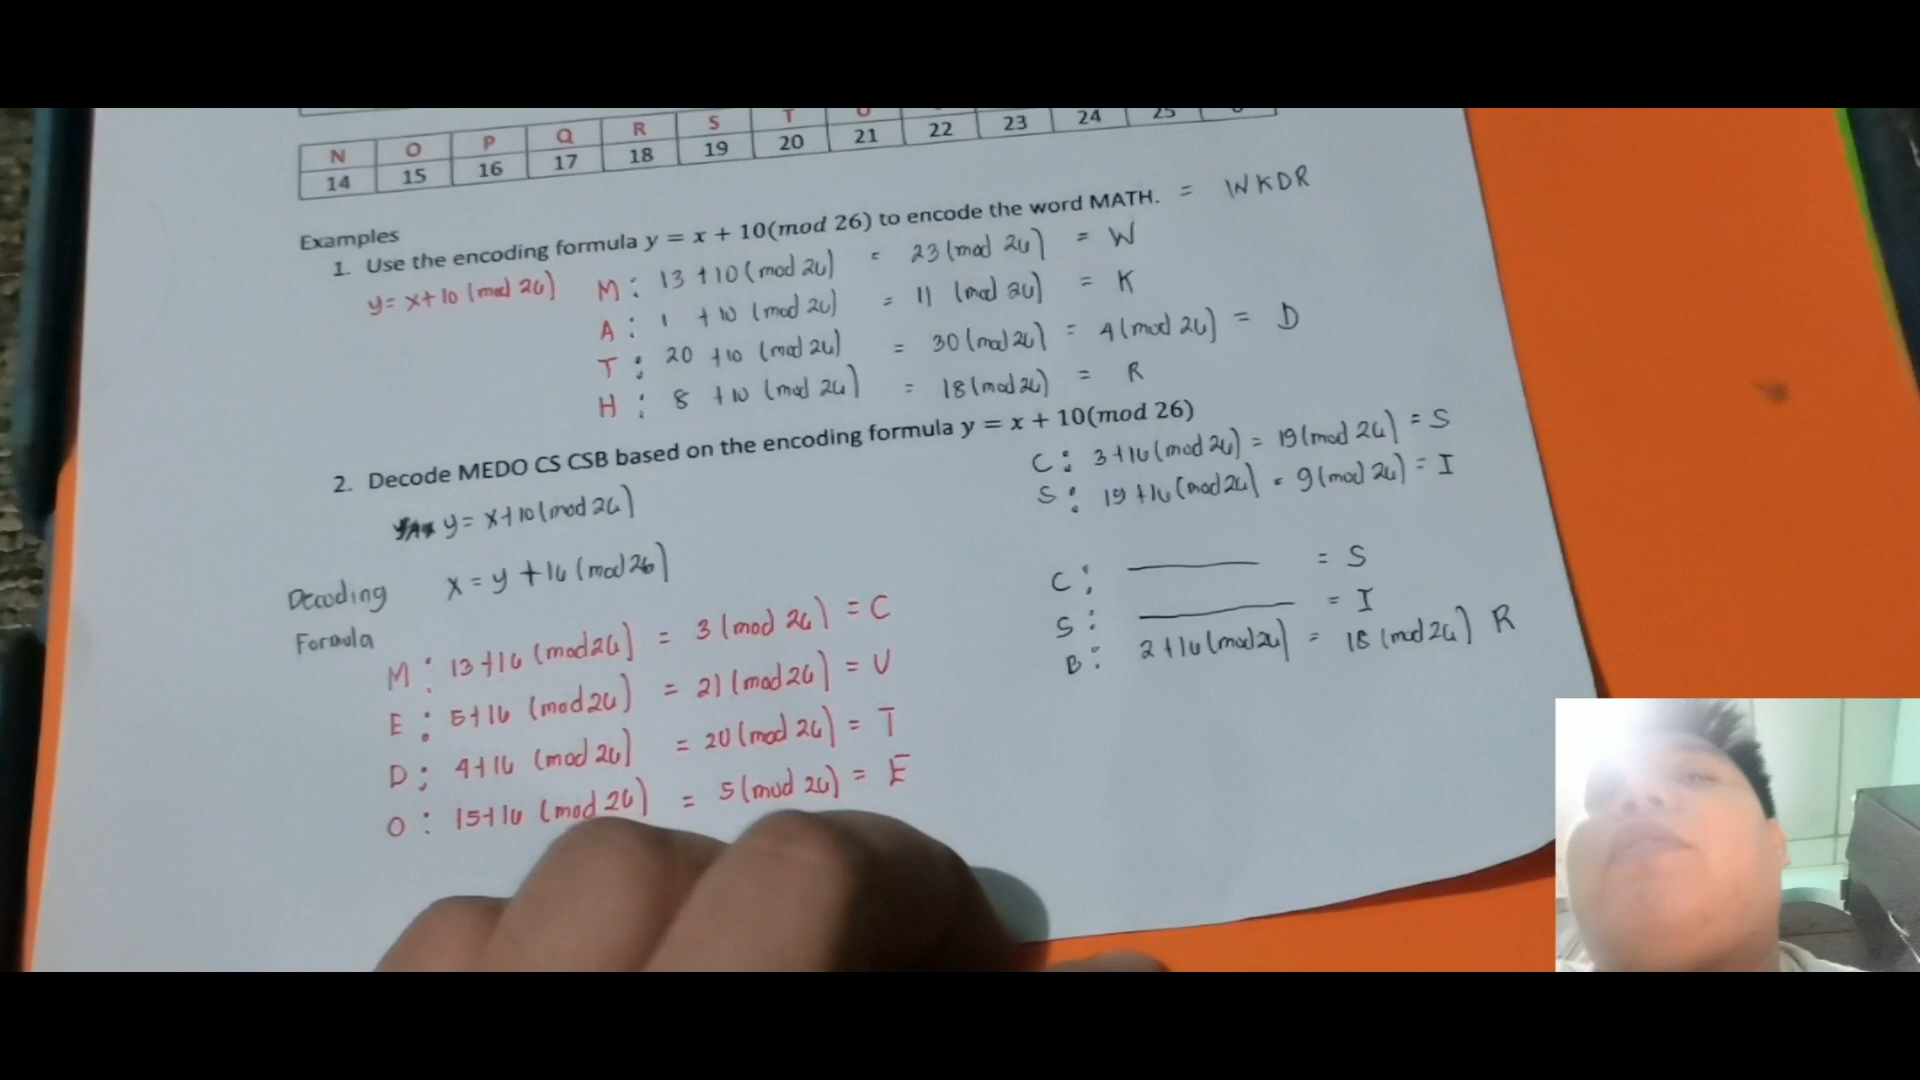 N O P Q R S T U
14 15 16 17 18 19 20 21 22 23 24 25
Examples
1. Use the encoding formula y = x + 10(mod 26) to encode the word MATH. = WKDR
y = x + 10 (mod 26)
M : 13 + 10 (mod 26) = 23 (mod 26) = W
A : 1 + 10 (mod 26) = 11 (mod 26) = K
T : 20 + 10 (mod 26) = 30 (mod 26) = 4 (mod 26) = D
H : 8 + 10 (mod 26) = 18 (mod 26) = R
2. Decode MEDO CS CSB based on the encoding formula y = x + 10(mod 26)
y = x + 10 (mod 26)
Decoding x = y + 16 (mod 26)
Formula
M : 13 + 16 (mod 26) = 3 (mod 26) = C
E : 5 + 16 (mod 26) = 21 (mod 26) = U
D : 4 + 16 (mod 26) = 20 (mod 26) = T
O : 15 + 16 (mod 26) = 5 (mod 26) = E
C : 3 + 16 (mod 26) = 19 (mod 26) = S
S : 19 + 16 (mod 26) = 9 (mod 26) = I
C : = S
S : = I
B : 2 + 16 (mod 26) = 18 (mod 26) R